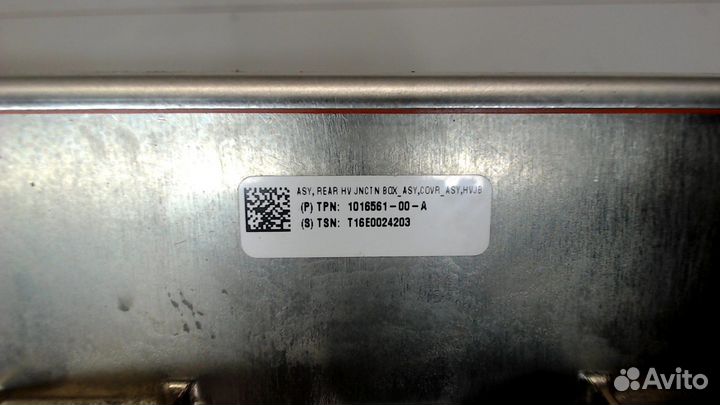 ASY, REAR HV JNCTN BOX_ASY,COVR_ASY,HVJB
(P) TPN: 1016561-00-A
(S) TSN: T16E0024203
Avito